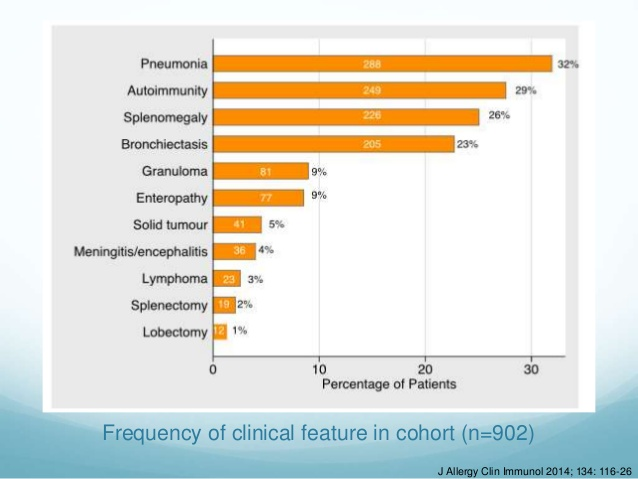 Pneumonia 288 32%
Autoimmunity 249 29%
Splenomegaly 226 26%
Bronchiectasis 205 23%
Granuloma 81 9%
Enteropathy 77 9%
Solid tumour 41 5%
Meningitis/encephalitis 36 4%
Lymphoma 23 3%
Splenectomy 19 2%
Lobectomy 12 1%
0 10 20 30
Percentage of Patients
Frequency of clinical feature in cohort (n=902)
J Allergy Clin Immunol 2014; 134: 116-26